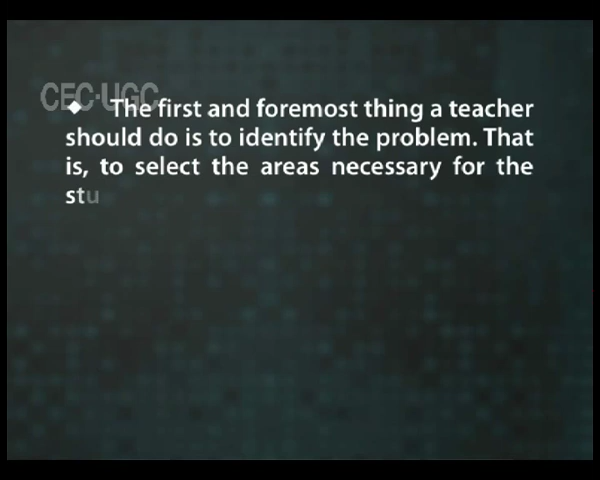 CEC-UGC
◆ The first and foremost thing a teacher
should do is to identify the problem. That
is, to select the areas necessary for the
stu